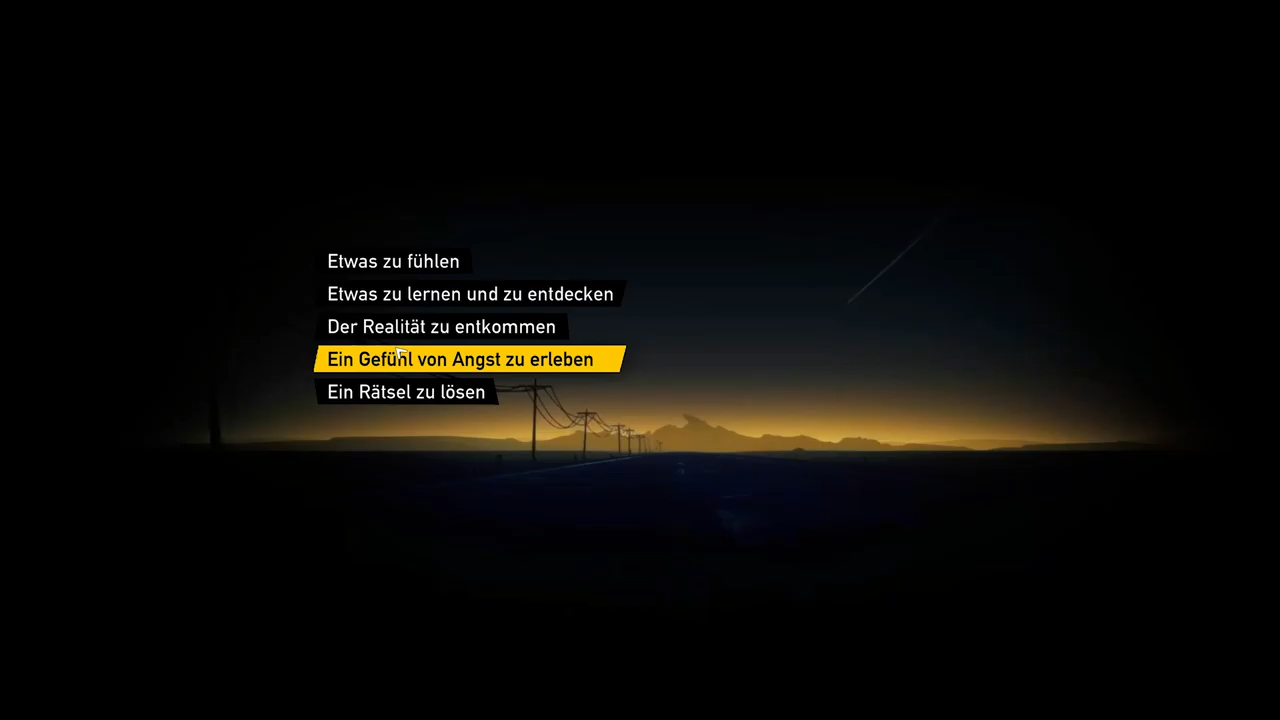 Etwas zu fühlen
Etwas zu lernen und zu entdecken
Der Realität zu entkommen
Ein Gefühl von Angst zu erleben
Ein Rätsel zu lösen